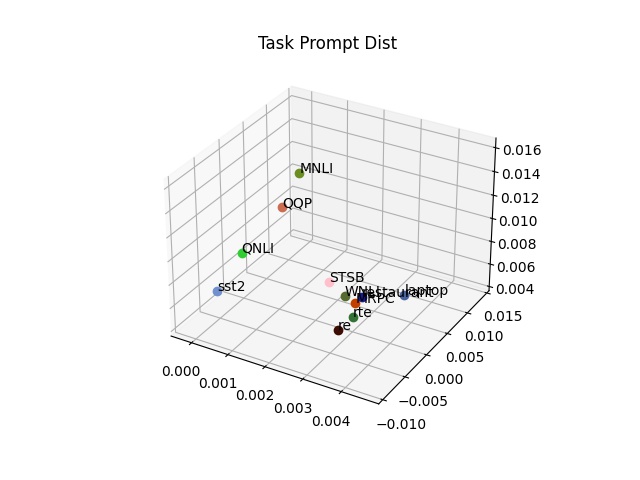 Task Prompt Dist
MNLI
QQP
QNLI
sst2
STSB
WNLI
restaurant
laptop
MRPC
rte
re
0.016
0.014
0.012
0.010
0.008
0.006
0.004
0.015
0.010
0.005
0.000
−0.005
−0.010
0.000
0.001
0.002
0.003
0.004